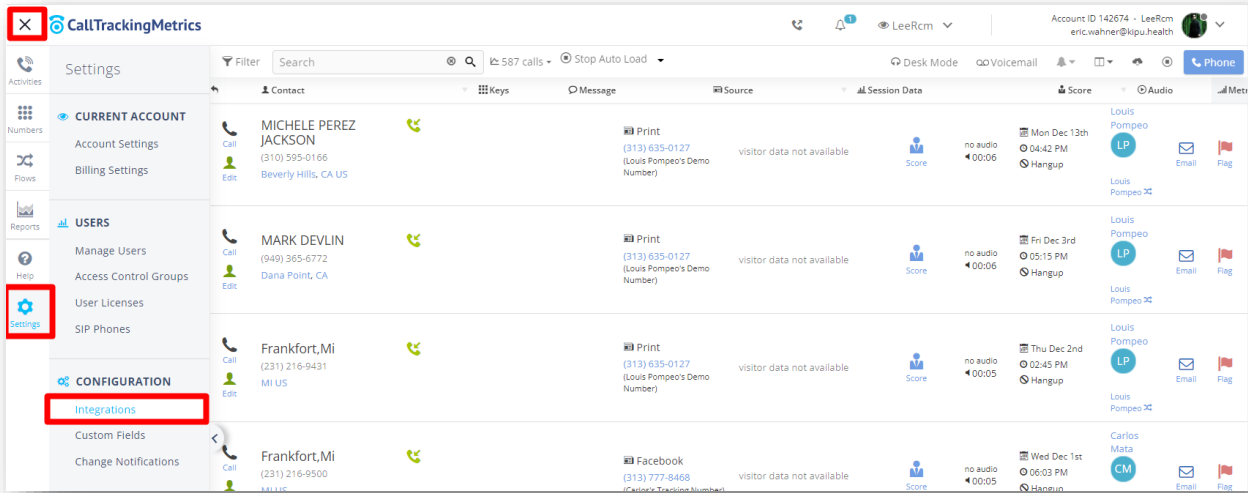 CallTrackingMetrics
1
LeeRcm
Account ID 142674 - LeeRcm
eric.wahner@kipu.health
Activities
Numbers
Flows
Reports
Help
Settings
Settings
CURRENT ACCOUNT
Account Settings
Billing Settings
USERS
Manage Users
Access Control Groups
User Licenses
SIP Phones
CONFIGURATION
Integrations
Custom Fields
Change Notifications
Filter
Search
587 calls
Stop Auto Load
Desk Mode
Voicemail
Phone
Contact
Keys
Message
Source
Session Data
Score
Audio
Metr
Call
Edit
MICHELE PEREZ
JACKSON
(310) 595-0166
Beverly Hills, CA US
Print
(313) 635-0127
(Louis Pompeo's Demo
Number)
visitor data not available
Score
no audio
00:06
Mon Dec 13th
04:42 PM
Hangup
Louis
Pompeo
LP
Louis
Pompeo
Email
Flag
Call
Edit
MARK DEVLIN
(949) 365-6772
Dana Point, CA
Print
(313) 635-0127
(Louis Pompeo's Demo
Number)
visitor data not available
Score
no audio
00:06
Fri Dec 3rd
05:15 PM
Hangup
Louis
Pompeo
LP
Louis
Pompeo
Email
Flag
Call
Edit
Frankfort,Mi
(231) 216-9431
MI US
Print
(313) 635-0127
(Louis Pompeo's Demo
Number)
visitor data not available
Score
no audio
00:05
Thu Dec 2nd
02:45 PM
Hangup
Louis
Pompeo
LP
Louis
Pompeo
Email
Flag
Call
Edit
Frankfort,Mi
(231) 216-9500
MI US
Facebook
(313) 777-8468
(Carlos's Tracking Number)
visitor data not available
Score
no audio
00:05
Wed Dec 1st
06:03 PM
Hangup
Carlos
Mata
CM
Email
Flag